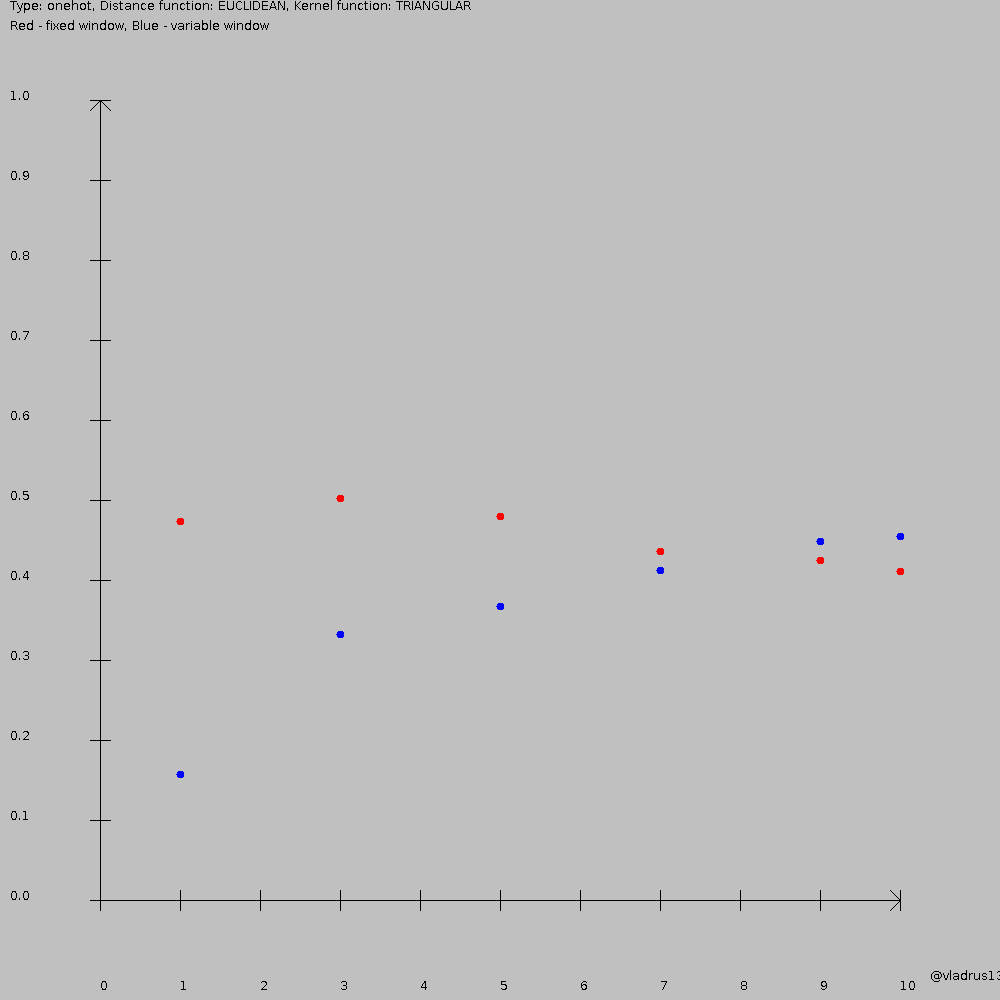 Type: onehot, Distance function: EUCLIDEAN, Kernel function: TRIANGULAR
Red - fixed window, Blue - variable window
1.0
0.9
0.8
0.7
0.6
0.5
0.4
0.3
0.2
0.1
0.0
0 1 2 3 4 5 6 7 8 9 10
@vladrus13